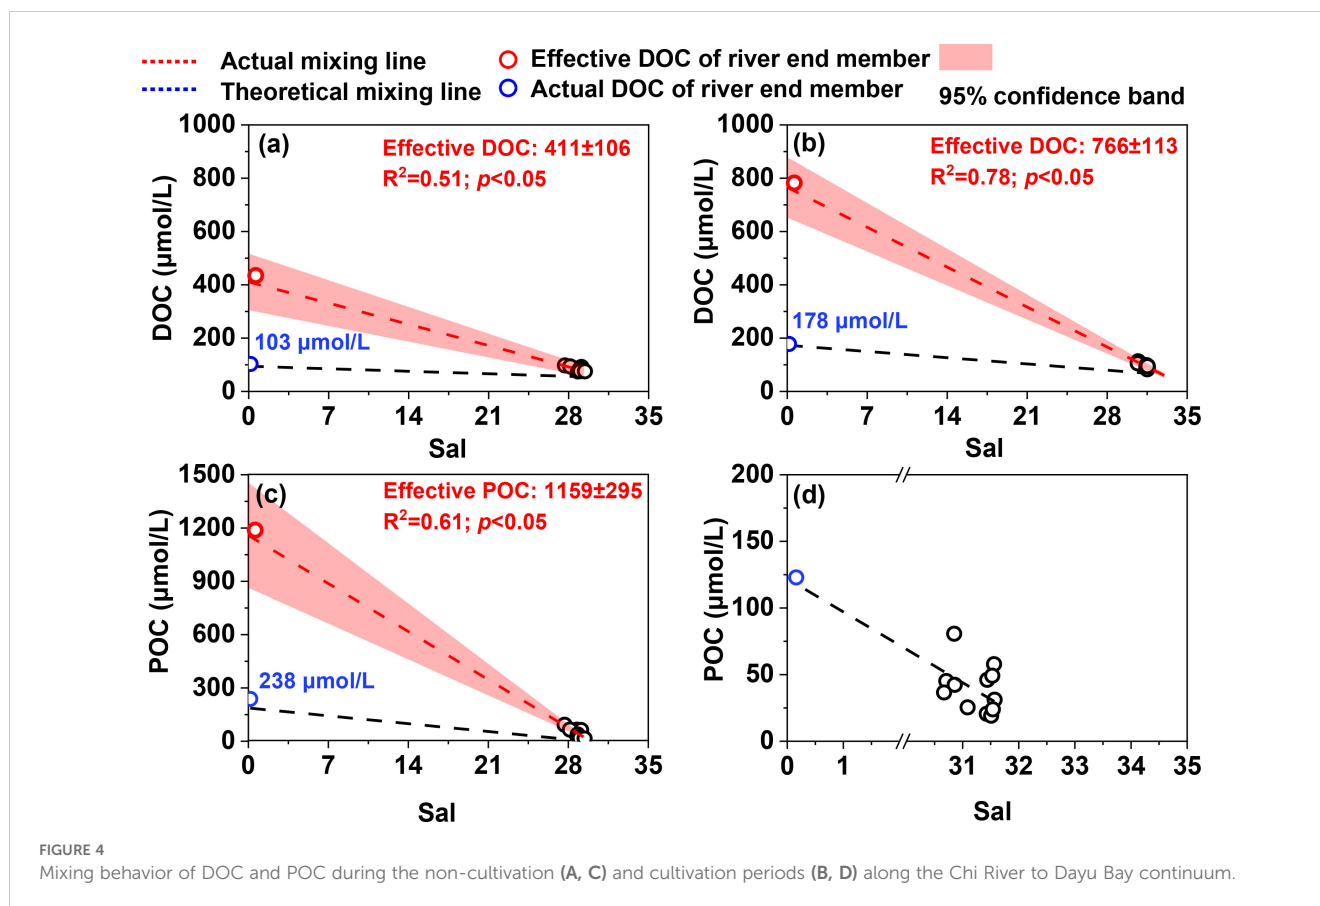 Actual mixing line
Effective DOC of river end member
Theoretical mixing line
Actual DOC of river end member
95% confidence band
(a)
Effective DOC: 411±106
R²=0.51; p<0.05
103 µmol/L
DOC (µmol/L)
1000
800
600
400
200
0
0 7 14 21 28 35
Sal
(b)
Effective DOC: 766±113
R²=0.78; p<0.05
178 µmol/L
DOC (µmol/L)
1000
800
600
400
200
0
0 7 14 21 28 35
Sal
(c)
Effective POC: 1159±295
R²=0.61; p<0.05
238 µmol/L
POC (µmol/L)
1500
1200
900
600
300
0
0 7 14 21 28 35
Sal
(d)
POC (µmol/L)
200
150
100
50
0
0 1 31 32 33 34 35
Sal
FIGURE 4
Mixing behavior of DOC and POC during the non-cultivation (A, C) and cultivation periods (B, D) along the Chi River to Dayu Bay continuum.